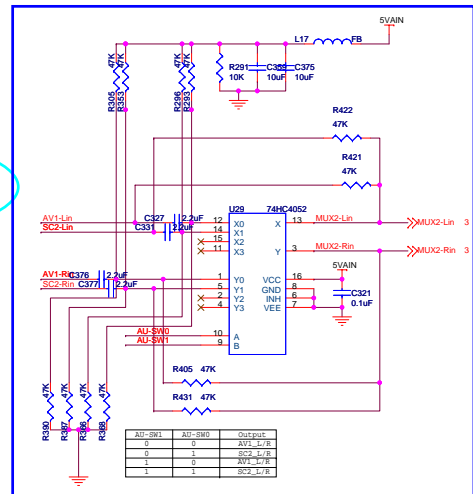 5VAIN
L17 FB
47K 47K 47K 47K
R305 R353 R296 R293
R291
10K
C359
10uF
C375
10uF
R422
47K
R421
47K
U29 74HC4052
AV1-Lin
SC2-Lin
C327 2.2uF
C331 2.2uF
12 X0
14 X1
15 X2
11 X3
X 13 MUX2-Lin
MUX2-Lin 3
Y 3 MUX2-Rin
MUX2-Rin 3
AV1-Rin
SC2-Rin
C376 2.2uF
C377 2.2uF
1 Y0
5 Y1
2 Y2
4 Y3
VCC 16
GND 8
INH 6
VEE 7
5VAIN
C321
0.1uF
AU-SW0 10 A
AU-SW1 9 B
R405 47K
R431 47K
47K 47K 47K 47K
R390 R387 R366 R368
AU-SW1 AU-SW0 Output
0 0 AV1_L/R
0 1 SC2_L/R
1 0 AV1_L/R
1 1 SC2_L/R